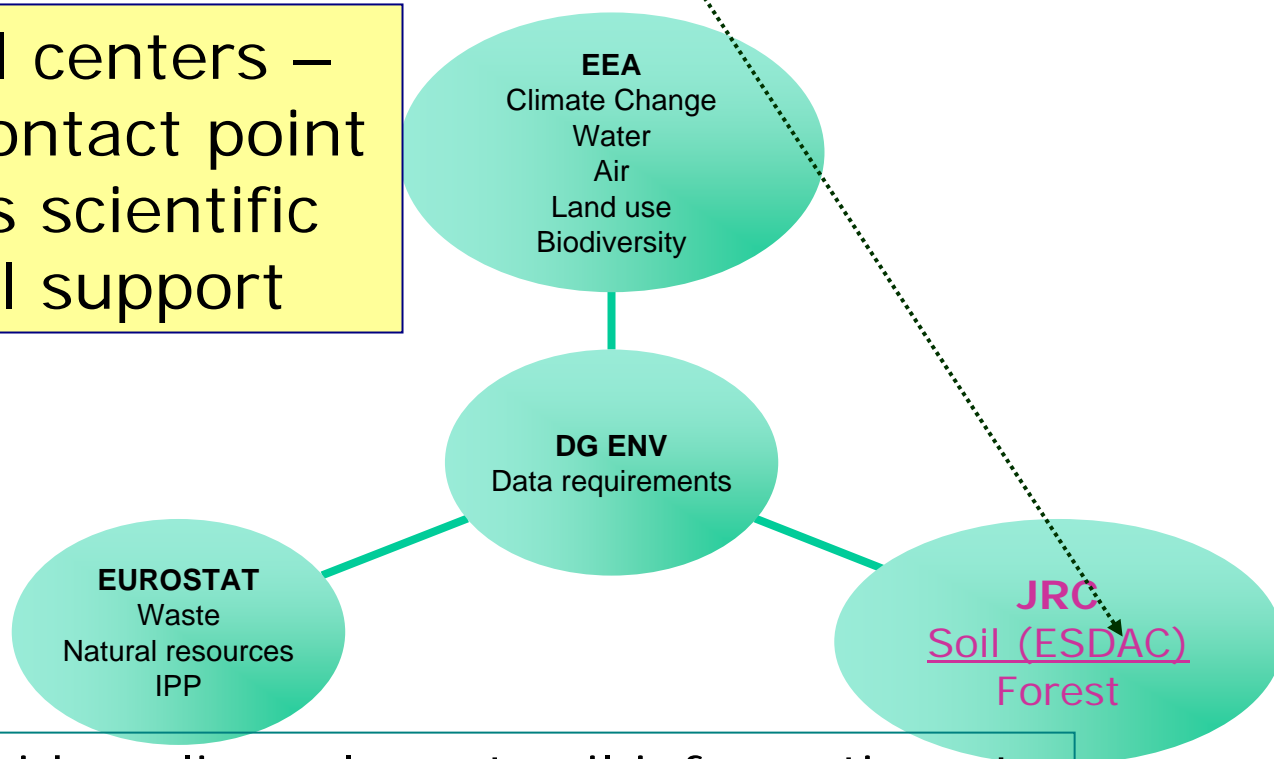 centers –
point
scientific
support
EEA
Climate Change
Water
Air
Land use
Biodiversity
DG ENV
Data requirements
EUROSTAT
Waste
Natural resources
IPP
JRC
Soil (ESDAC)
Forest